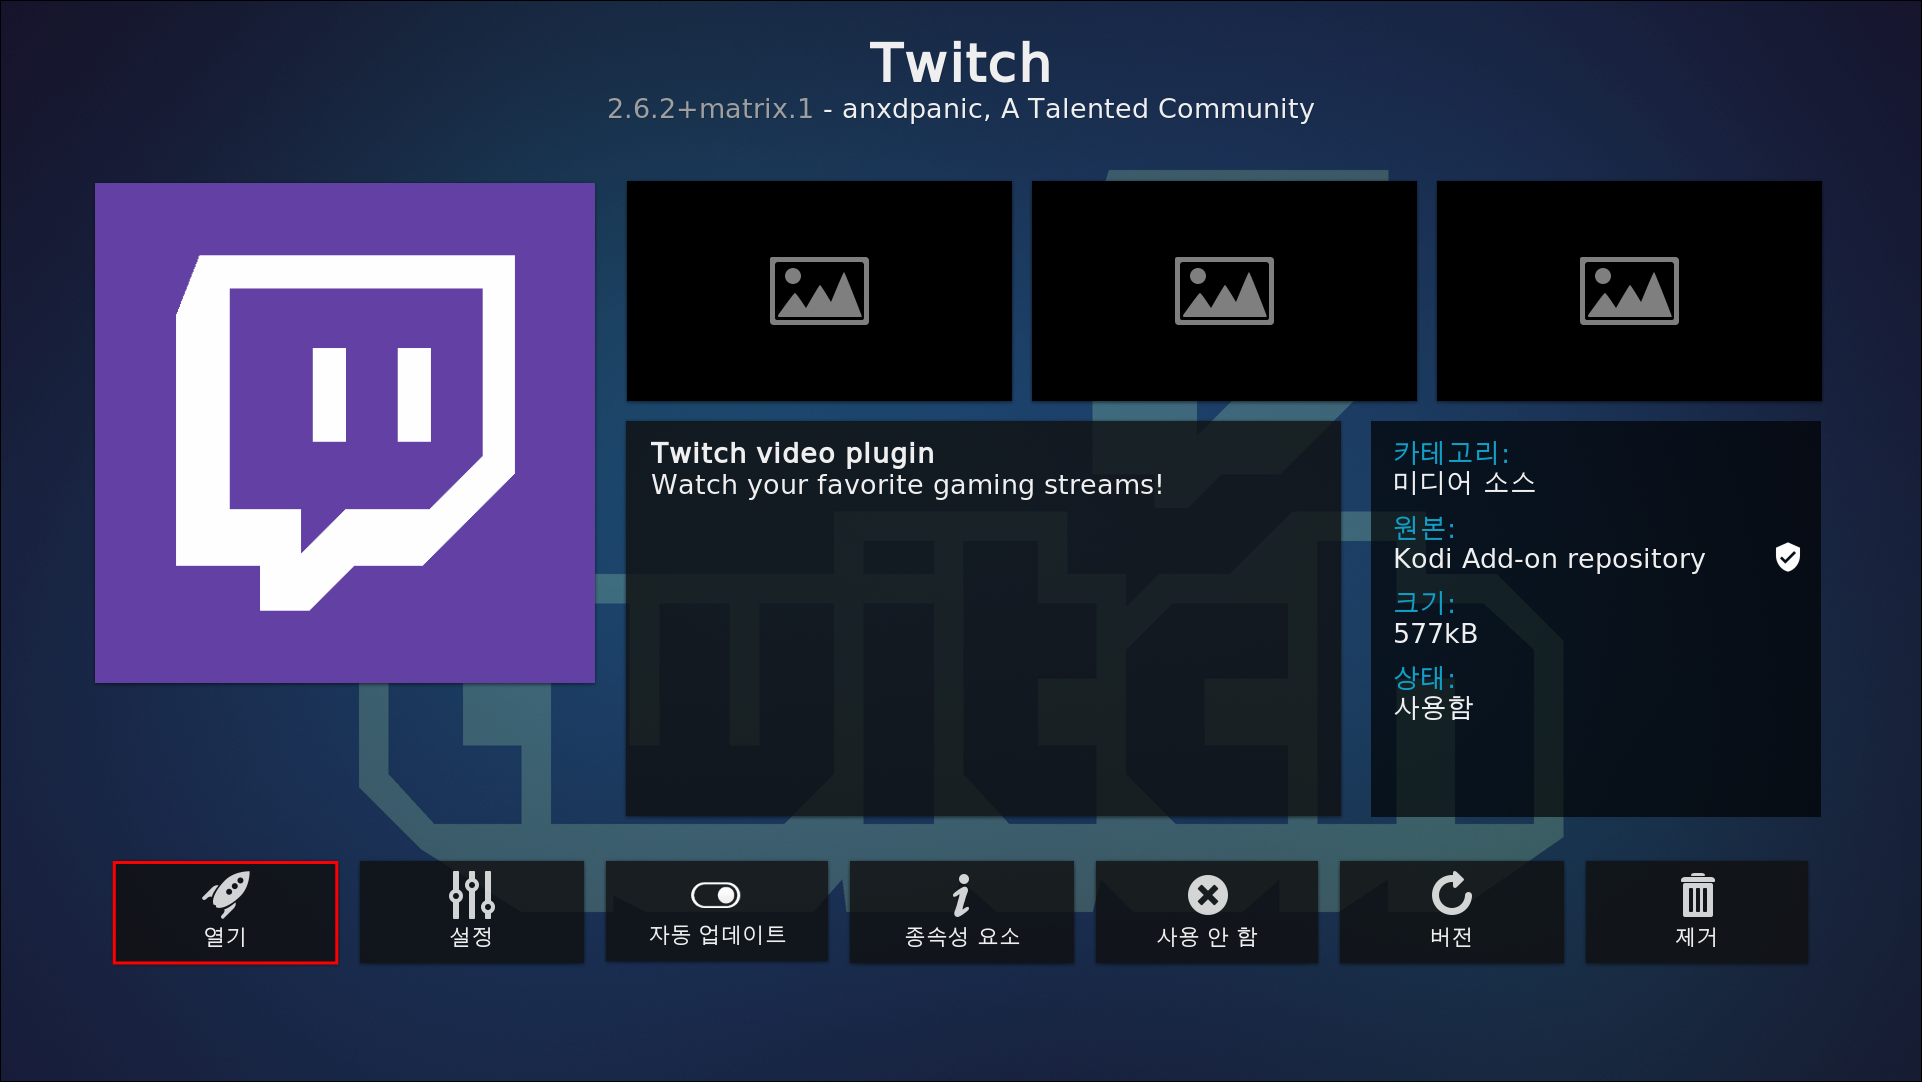 Twitch
2.6.2+matrix.1 - anxdpanic, A Talented Community
Twitch video plugin
Watch your favorite gaming streams!
카테고리:
미디어 소스
원본:
Kodi Add-on repository
크기:
577kB
상태:
사용함
열기
설정
자동 업데이트
종속성 요소
사용 안 함
버전
제거